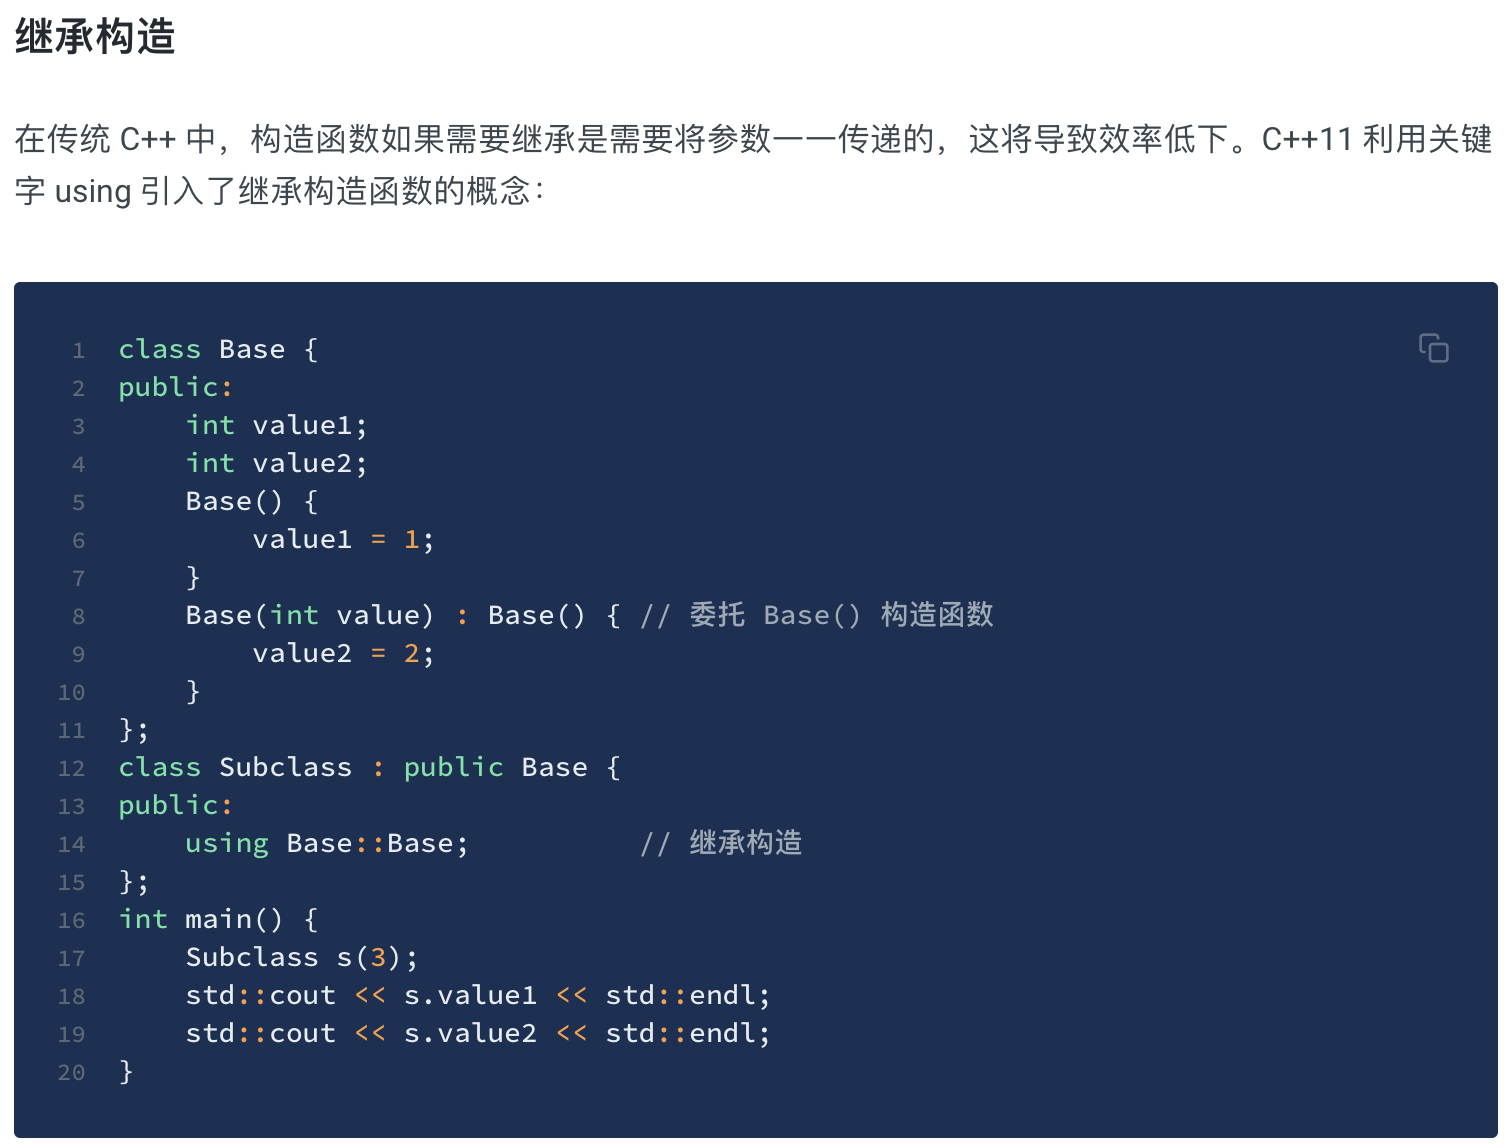 继承构造
在传统 C++ 中，构造函数如果需要继承是需要将参数一一传递的，这将导致效率低下。C++11 利用关键
字 using 引入了继承构造函数的概念：
1 class Base {
2 public:
3     int value1;
4     int value2;
5     Base() {
6         value1 = 1;
7     }
8     Base(int value) : Base() { // 委托 Base() 构造函数
9         value2 = 2;
10     }
11 };
12 class Subclass : public Base {
13 public:
14     using Base::Base;          // 继承构造
15 };
16 int main() {
17     Subclass s(3);
18     std::cout << s.value1 << std::endl;
19     std::cout << s.value2 << std::endl;
20 }